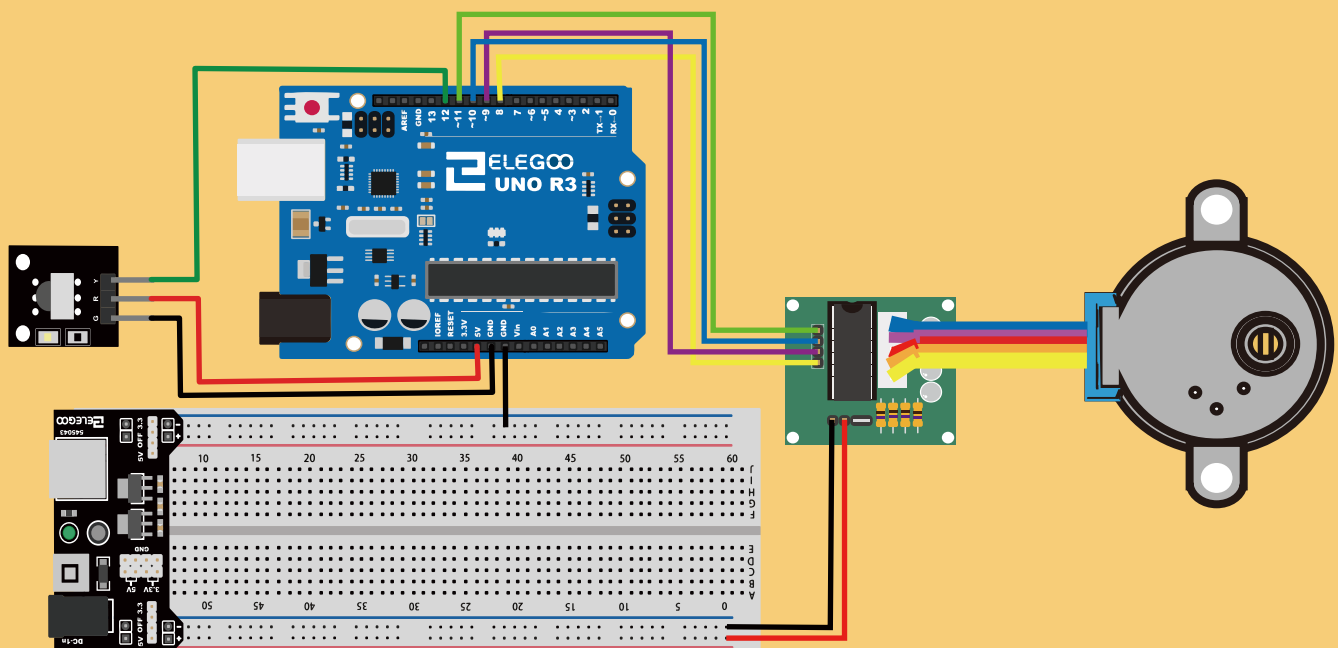 AREF
GND
13
12
~11
~10
~9
8
7
~6
~5
4
~3
2
TX→1
RX←0
ELEGOO
UNO R3
Y
R
G
IOREF
RESET
3.3V
5V
GND
GND
Vin
A0
A1
A2
A3
A4
A5
ELEGOO
545043
5V OFF 3.3
- +
10 15 20 25 30 35 40 45 50 55 60
J
I
H
G
F
GND
5V
3.3V
E
D
C
B
A
50 45 40 35 30 25 20 15 10 5 0
5V OFF 3.3
- +
DC-1n